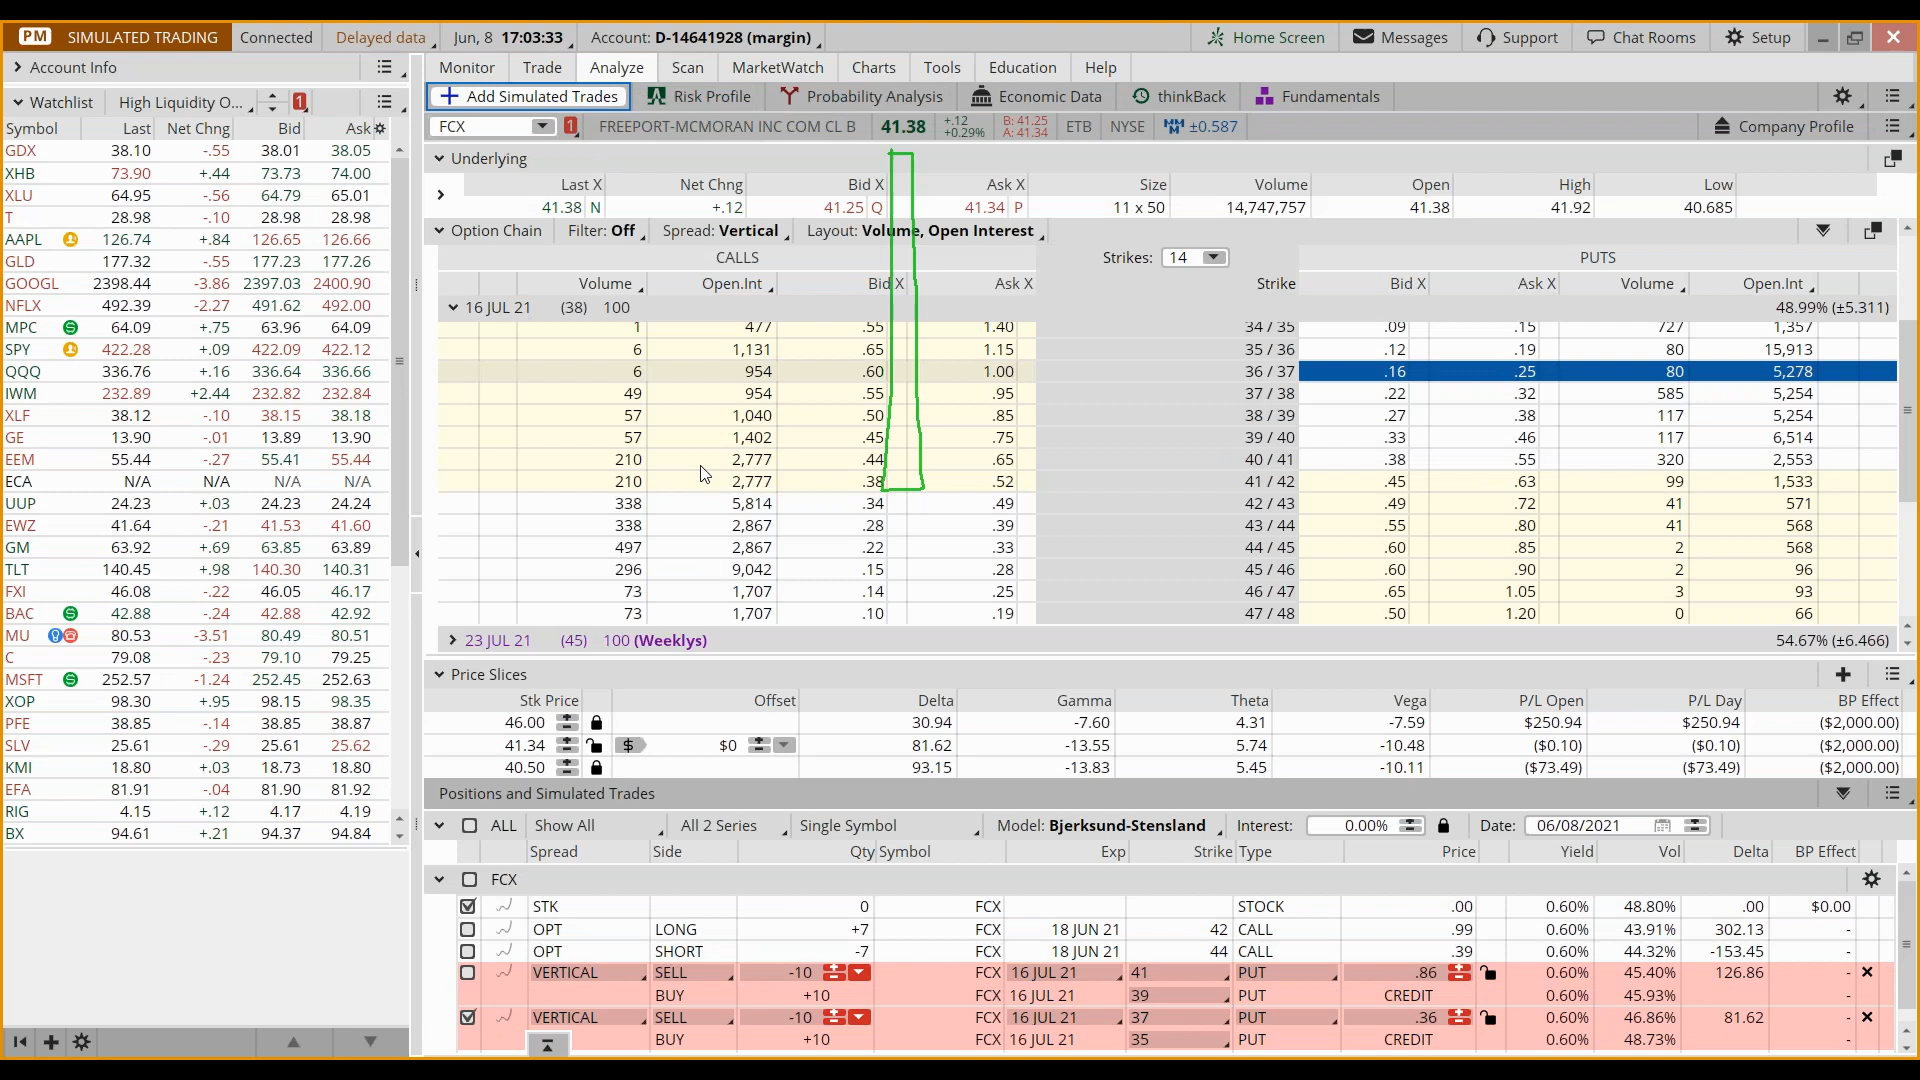 PM SIMULATED TRADING Connected Delayed data Jun, 8 17:03:33 Account: D-14641928 (margin) Home Screen Messages Support Chat Rooms Setup
Account Info
Monitor Trade Analyze Scan MarketWatch Charts Tools Education Help
Watchlist High Liquidity O... 1
Add Simulated Trades Risk Profile Probability Analysis Economic Data thinkBack Fundamentals
Symbol Last Net Chng Bid Ask
GDX 38.10 -.55 38.01 38.05
XHB 73.90 +.44 73.73 74.00
XLU 64.95 -.56 64.79 65.01
T 28.98 -.10 28.98 28.98
AAPL 126.74 +.84 126.65 126.66
GLD 177.32 -.55 177.23 177.26
GOOGL 2398.44 -3.86 2397.03 2400.90
NFLX 492.39 -2.27 491.62 492.00
MPC 64.09 +.75 63.96 64.09
SPY 422.28 +.09 422.09 422.12
QQQ 336.76 +.16 336.64 336.66
IWM 232.89 +2.44 232.82 232.84
XLF 38.12 -.10 38.15 38.18
GE 13.90 -.01 13.89 13.90
EEM 55.44 -.27 55.41 55.44
ECA N/A N/A N/A N/A
UUP 24.23 +.03 24.23 24.24
EWZ 41.64 -.21 41.53 41.60
GM 63.92 +.69 63.85 63.89
TLT 140.45 +.98 140.30 140.31
FXI 46.08 -.22 46.05 46.17
BAC 42.88 -.24 42.88 42.92
MU 80.53 -3.51 80.49 80.51
C 79.08 -.23 79.10 79.25
MSFT 252.57 -1.24 252.45 252.63
XOP 98.30 +.95 98.15 98.35
PFE 38.85 -.14 38.85 38.87
SLV 25.61 -.29 25.61 25.62
KMI 18.80 +.03 18.73 18.80
EFA 81.91 -.04 81.90 81.92
RIG 4.15 +.12 4.17 4.19
BX 94.61 +.21 94.37 94.84
FCX 1 FREEPORT-MCMORAN INC COM CL B 41.38 +.12 +0.29% B: 41.25 A: 41.34 ETB NYSE ±0.587 Company Profile
Underlying
Last X Net Chng Bid X Ask X Size Volume Open High Low
41.38 N +.12 41.25 Q 41.34 P 11 x 50 14,747,757 41.38 41.92 40.685
Option Chain Filter: Off Spread: Vertical Layout: Volume, Open Interest
CALLS Strikes: 14 PUTS
Volume Open.Int Bid X Ask X Strike Bid X Ask X Volume Open.Int
16 JUL 21 (38) 100 48.99% (±5.311)
1 477 .55 1.40 34 / 35 .09 .15 727 1,357
6 1,131 .65 1.15 35 / 36 .12 .19 80 15,913
6 954 .60 1.00 36 / 37 .16 .25 80 5,278
49 954 .55 .95 37 / 38 .22 .32 585 5,254
57 1,040 .50 .85 38 / 39 .27 .38 117 5,254
57 1,402 .45 .75 39 / 40 .33 .46 117 6,514
210 2,777 .44 .65 40 / 41 .38 .55 320 2,553
210 2,777 .38 .52 41 / 42 .45 .63 99 1,533
338 5,814 .34 .49 42 / 43 .49 .72 41 571
338 2,867 .28 .39 43 / 44 .55 .80 41 568
497 2,867 .22 .33 44 / 45 .60 .85 2 568
296 9,042 .15 .28 45 / 46 .60 .90 2 96
73 1,707 .14 .25 46 / 47 .65 1.05 3 93
73 1,707 .10 .19 47 / 48 .50 1.20 0 66
23 JUL 21 (45) 100 (Weeklys) 54.67% (±6.466)
Price Slices
Stk Price Offset Delta Gamma Theta Vega P/L Open P/L Day BP Effect
46.00 30.94 -7.60 4.31 -7.59 $250.94 $250.94 ($2,000.00)
41.34 $ $0 81.62 -13.55 5.74 -10.48 ($0.10) ($0.10) ($2,000.00)
40.50 93.15 -13.83 5.45 -10.11 ($73.49) ($73.49) ($2,000.00)
Positions and Simulated Trades
ALL Show All All 2 Series Single Symbol Model: Bjerksund-Stensland Interest: 0.00% Date: 06/08/2021
Spread Side Qty Symbol Exp Strike Type Price Yield Vol Delta BP Effect
FCX
STK 0 FCX STOCK .00 0.60% 48.80% .00 $0.00
OPT LONG +7 FCX 18 JUN 21 42 CALL .99 0.60% 43.91% 302.13 -
OPT SHORT -7 FCX 18 JUN 21 44 CALL .39 0.60% 44.32% -153.45 -
VERTICAL SELL -10 FCX 16 JUL 21 41 PUT .86 0.60% 45.40% 126.86 -
BUY +10 FCX 16 JUL 21 39 PUT CREDIT 0.60% 45.93%
VERTICAL SELL -10 FCX 16 JUL 21 37 PUT .36 0.60% 46.86% 81.62 -
BUY +10 FCX 16 JUL 21 35 PUT CREDIT 0.60% 48.73%